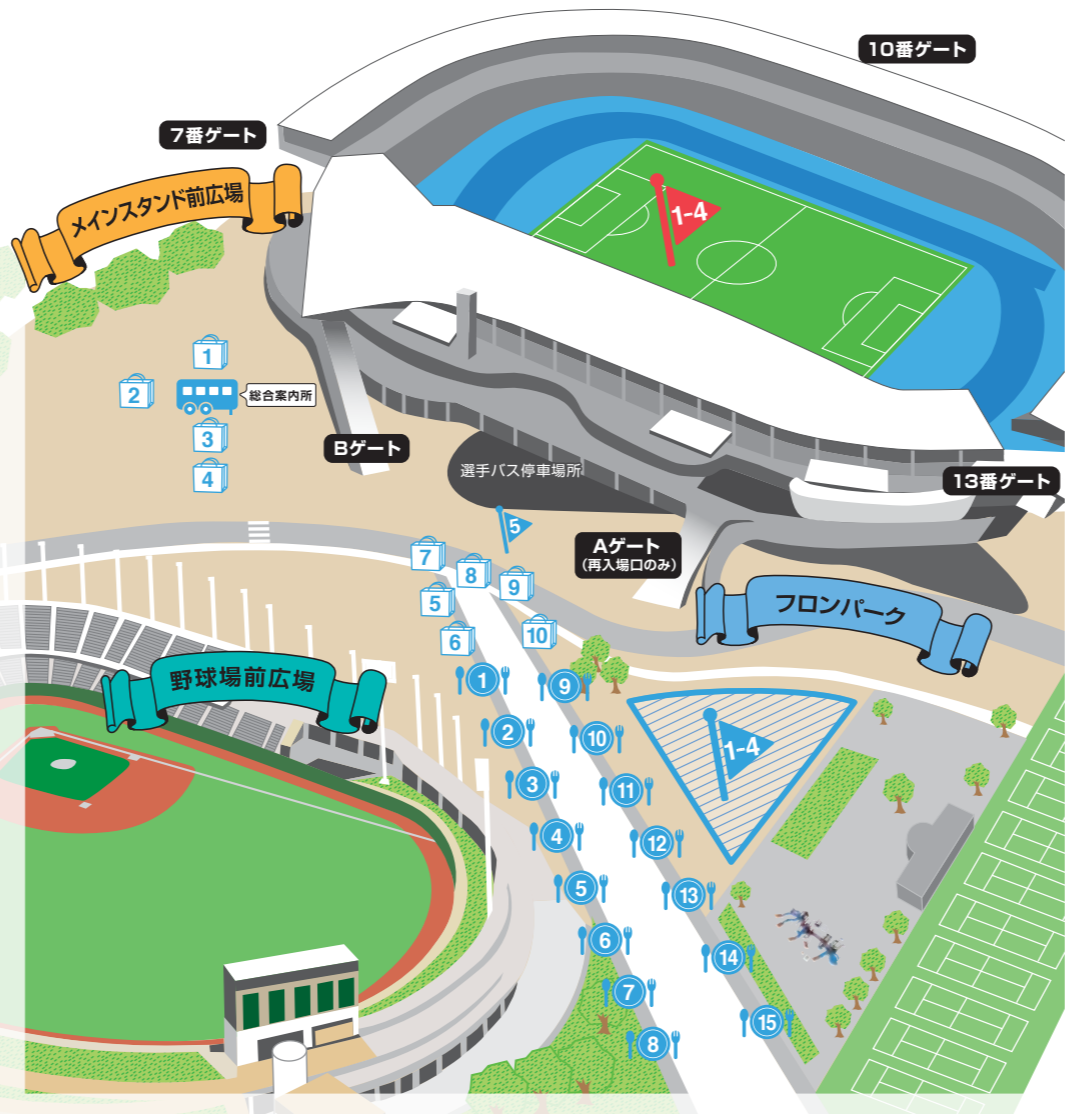 10番ゲート
7番ゲート
メインスタンド前広場
1-4
1
2
総合案内所
3
4
Bゲート
選手バス停車場所
13番ゲート
5
Aゲート
(再入場口のみ)
7
8
9
5
6
10
フロンパーク
野球場前広場
1
9
2
10
1-4
3
11
4
12
5
13
6
14
7
15
8